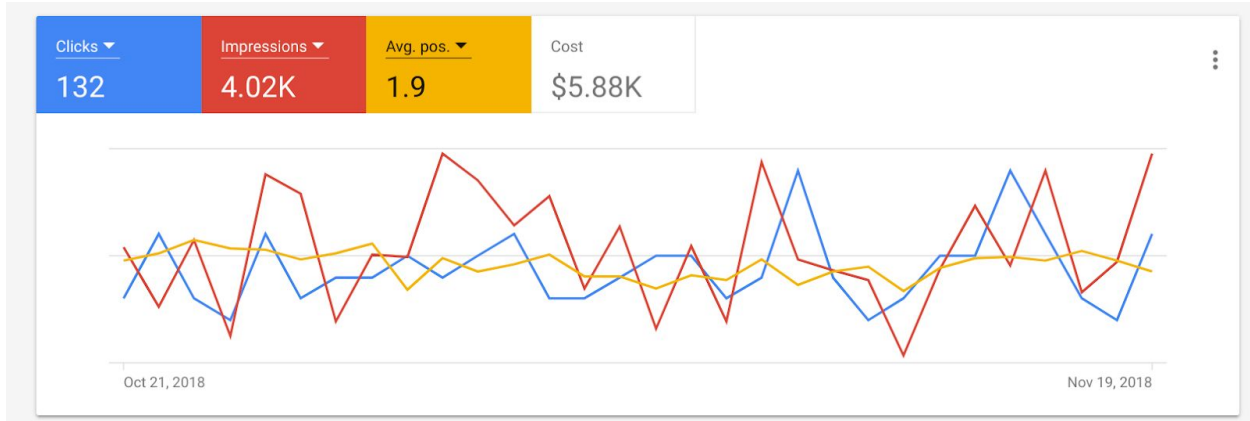 Clicks
132
Impressions
4.02K
Avg. pos.
1.9
Cost
$5.88K
Oct 21, 2018
Nov 19, 2018